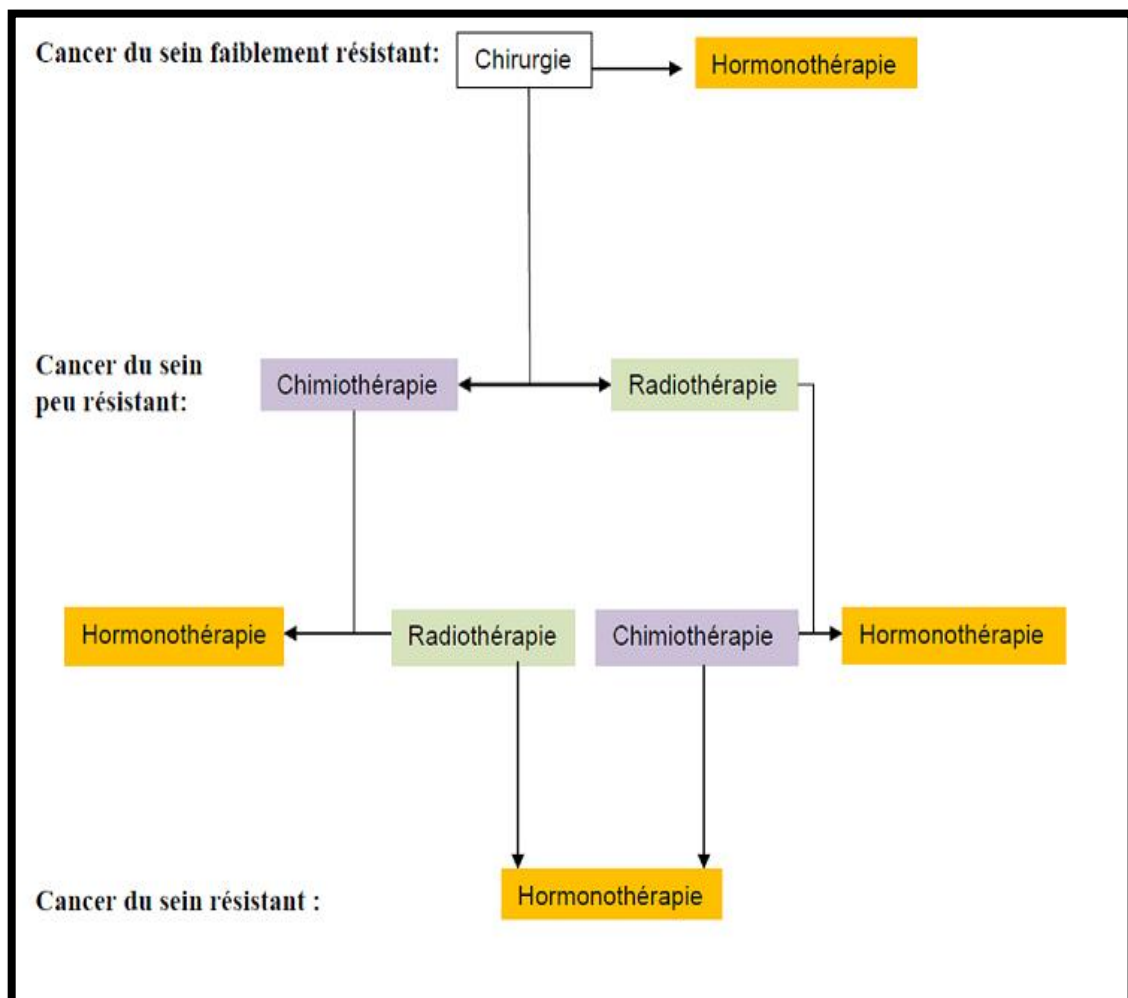 Cancer du sein faiblement résistant:
Chirurgie
Hormonothérapie
Cancer du sein
peu résistant:
Chimiothérapie
Radiothérapie
Hormonothérapie
Radiothérapie
Chimiothérapie
Hormonothérapie
Cancer du sein résistant :
Hormonothérapie